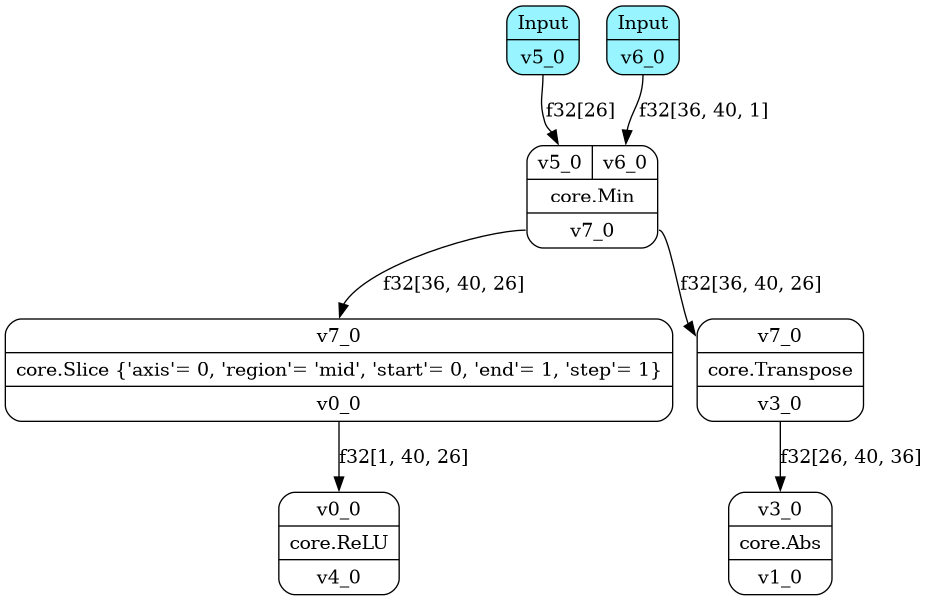 Input
v5_0
Input
v6_0
f32[26]
f32[36, 40, 1]
v5_0
v6_0
core.Min
v7_0
f32[36, 40, 26]
f32[36, 40, 26]
v7_0
core.Slice {'axis'= 0, 'region'= 'mid', 'start'= 0, 'end'= 1, 'step'= 1}
v0_0
v7_0
core.Transpose
v3_0
f32[1, 40, 26]
f32[26, 40, 36]
v0_0
core.ReLU
v4_0
v3_0
core.Abs
v1_0